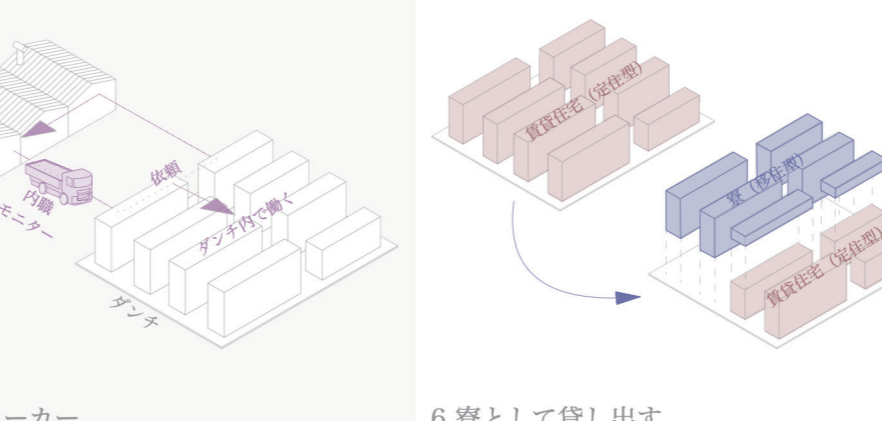 依頼
ダンチ内で働く
内職
モニター
ダンチ
ーカー
賃貸住宅（定住型）
寮（移住型）
賃貸住宅（定住型）
6 寮として貸し出す